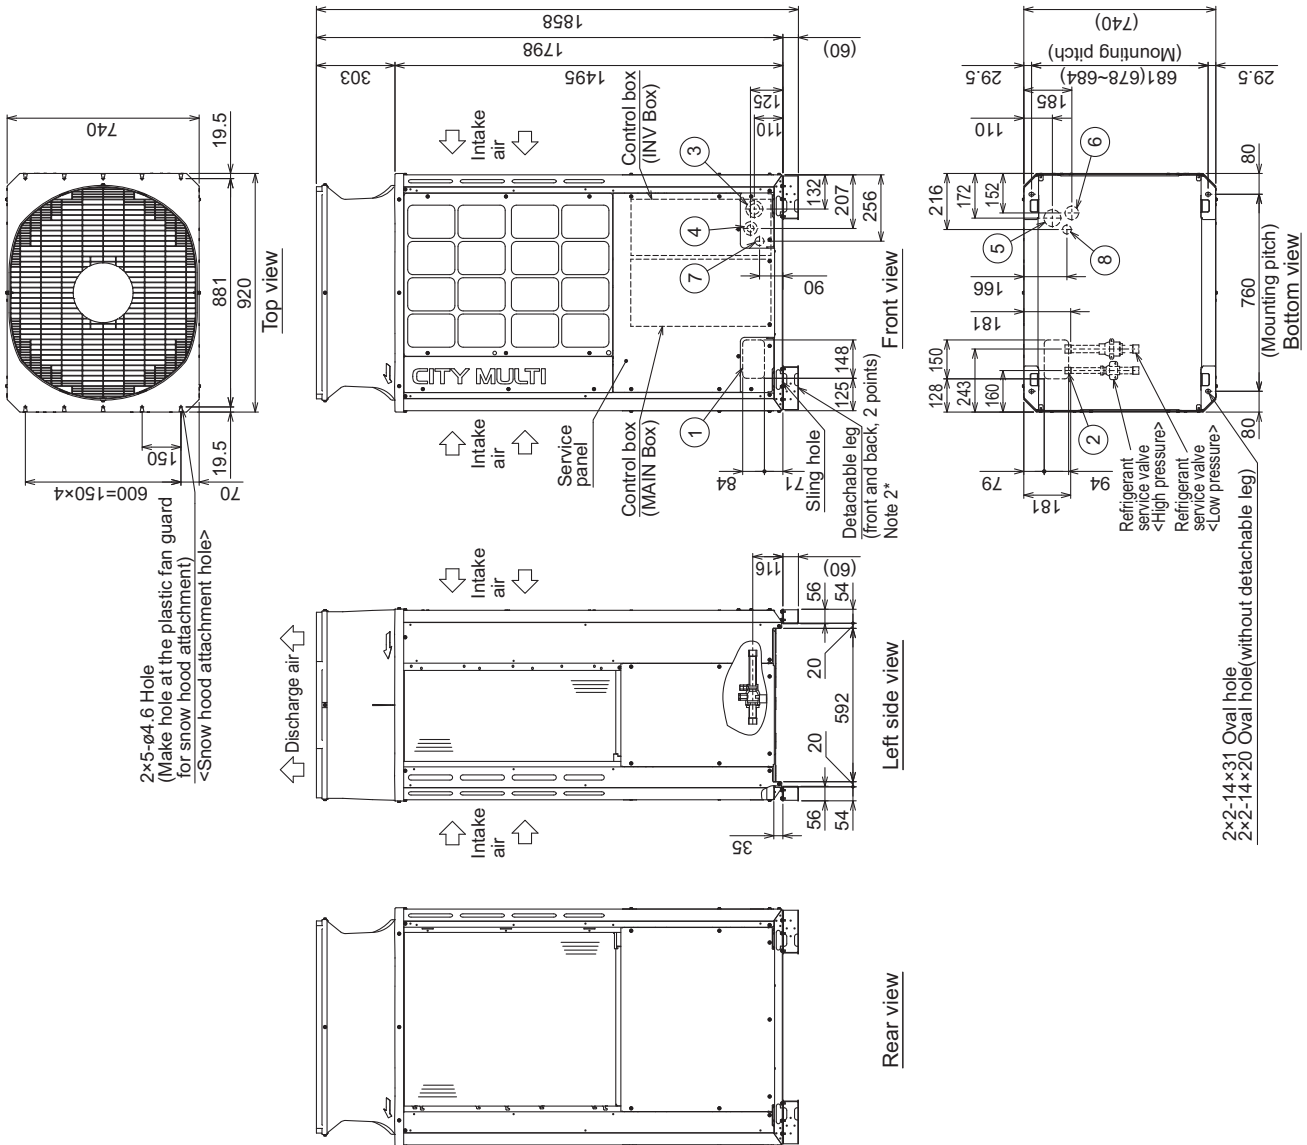 740
19.5
881
920
19.5
150
600=150×4
70
Top view
2×5-ø4.6 Hole
(Make hole at the plastic fan guard
for snow hood attachment)
<Snow hood attachment hole>
1858
1798
(60)
303
1495
125
110
Intake
air
Control box
(INV Box)
3
4
7
132
207
256
90
Front view
CITY MULTI
Intake
air
Service
panel
Control box
(MAIN Box)
1
148
125
84
71
Sling hole
Detachable leg
(front and back, 2 points)
Note 2*
(740)
(Mounting pitch)
681(678~684)
29.5
29.5
185
110
80
216
172
152
5
6
8
166
181
760
(Mounting pitch)
Bottom view
150
128
243
160
80
2
79
94
181
Refrigerant
service valve
<High pressure>
Refrigerant
service valve
<Low pressure>
2×2-14×31 Oval hole
2×2-14×20 Oval hole(without detachable leg)
Discharge air
Intake
air
Intake
air
116
(60)
56
54
20
592
20
56
54
35
Left side view
Rear view